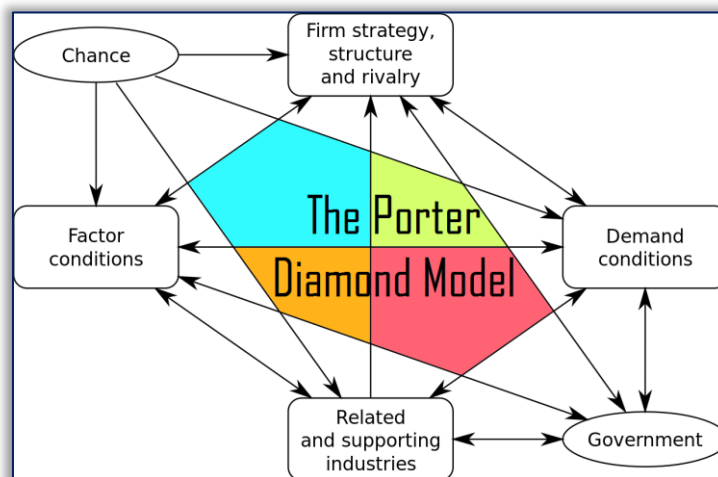 Chance
Firm strategy,
structure
and rivalry
The Porter
Diamond Model
Factor
conditions
Demand
conditions
Related
and supporting
industries
Government